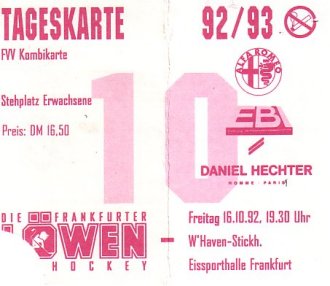 TAGESKARTE
FVV Kombikarte
Stehplatz Erwachsene
Preis: DM 16,50
10
92/93
ALFA ROMEO
EBI
DANIEL HECHTER
HOMME - PARIS
DIE FRANKFURTER
LÖWEN
HOCKEY
Freitag 16.10.92, 19.30 Uhr
W'Haven-Stickh.
Eissporthalle Frankfurt